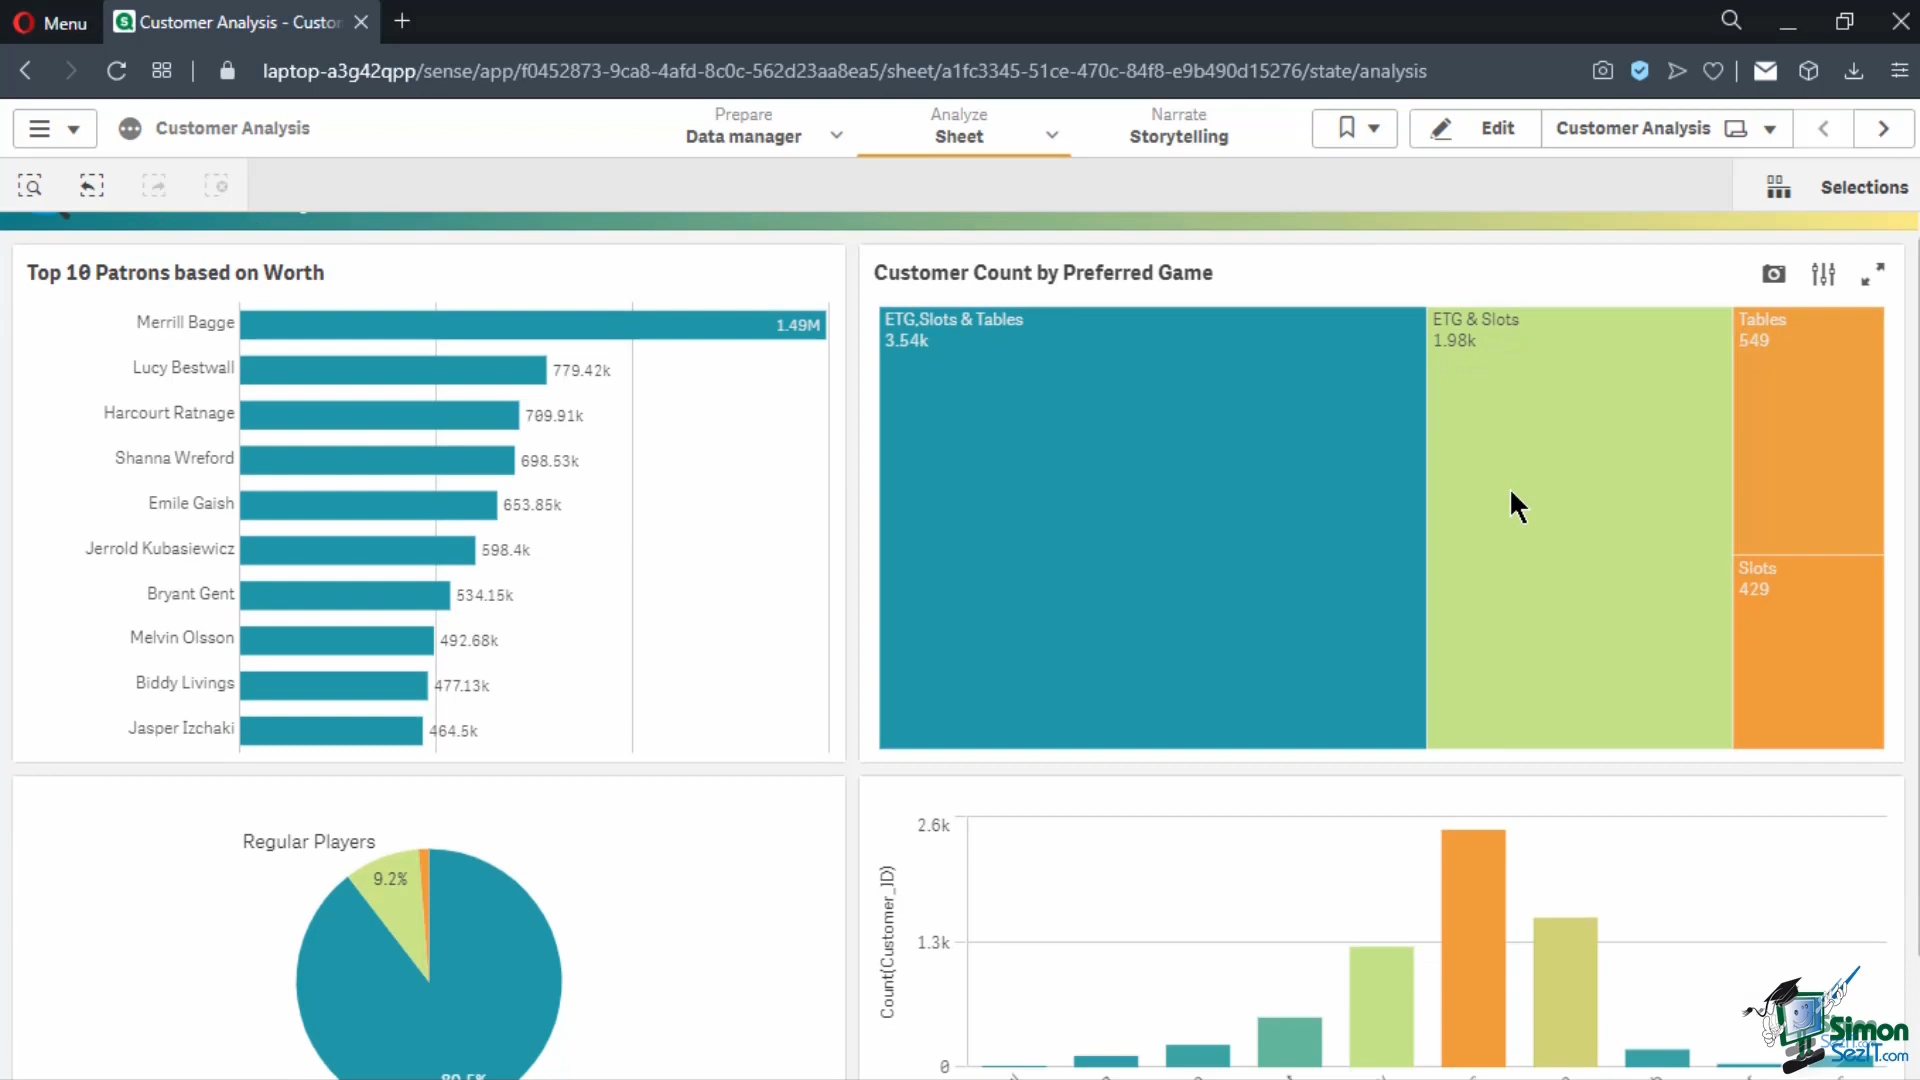 Menu
Customer Analysis - Custo
laptop-a3g42qpp/sense/app/f0452873-9ca8-4afd-8c0c-562d23aa8ea5/sheet/a1fc3345-51ce-470c-84f8-e9b490d15276/state/analysis
Customer Analysis
Prepare
Data manager
Analyze
Sheet
Narrate
Storytelling
Edit
Customer Analysis
Selections
Top 10 Patrons based on Worth
Merrill Bagge 1.49M
Lucy Bestwall 779.42k
Harcourt Ratnage 709.91k
Shanna Wreford 698.53k
Emile Gaish 653.85k
Jerrold Kubasiewicz 598.4k
Bryant Gent 534.15k
Melvin Olsson 492.68k
Biddy Livings 477.13k
Jasper Izchaki 464.5k
Customer Count by Preferred Game
ETG,Slots & Tables
3.54k
ETG & Slots
1.98k
Tables
549
Slots
429
Regular Players
9.2%
89.5%
Count(Customer_ID)
2.6k
1.3k
0
Simon
SezIT.com